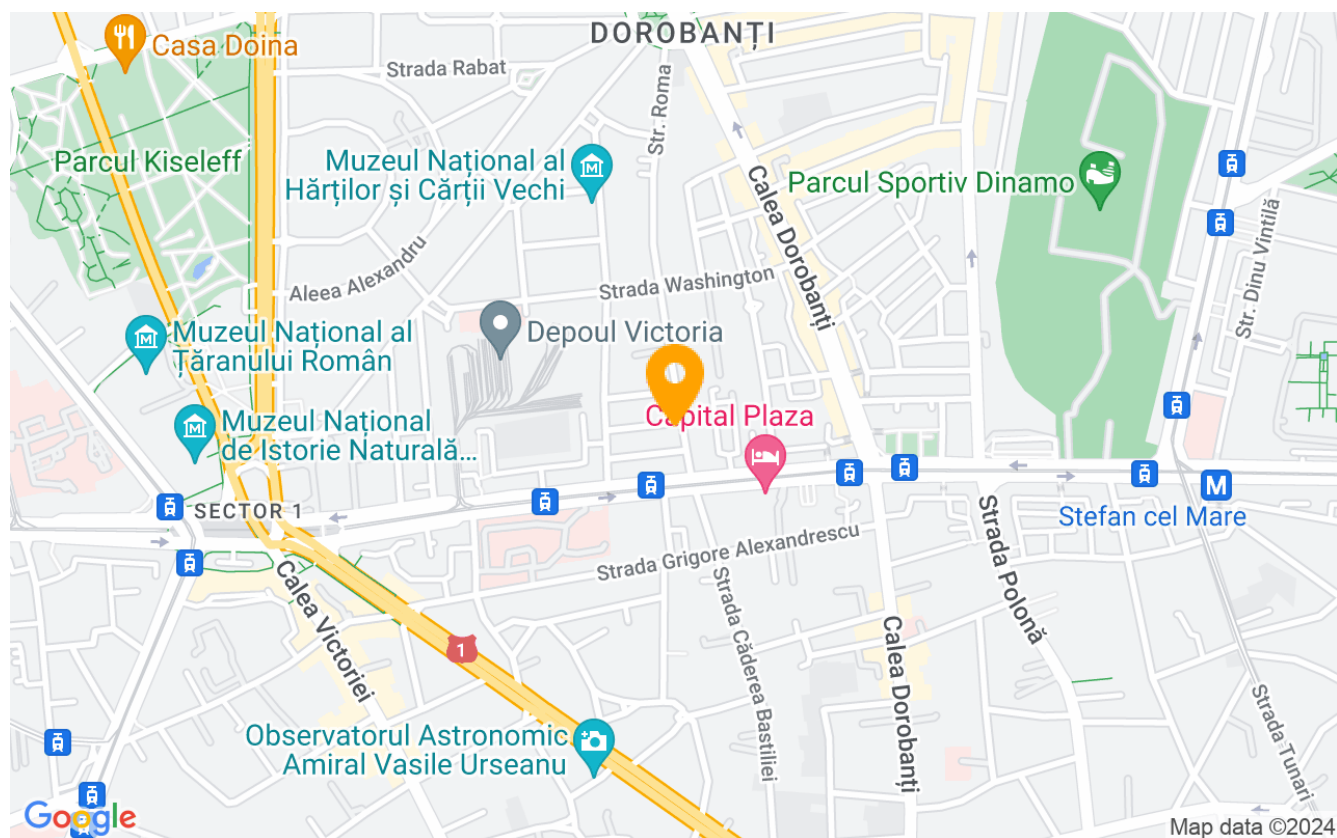 DOROBANȚI
Casa Doina
Strada Rabat
Str. Roma
Parcul Kiseleff
Muzeul Național al
Hărților și Cărții Vechi
Calea Dorobanți
Parcul Sportiv Dinamo
Str. Dinu Vintilă
Aleea Alexandru
Strada Washington
Muzeul Național al
Țăranului Român
Depoul Victoria
Muzeul Național
de Istorie Naturală...
Capital Plaza
SECTOR 1
M
Stefan cel Mare
Strada Grigore Alexandrescu
Strada Polonă
Calea Victoriei
Strada Căderea Bastiliei
Calea Dorobanți
1
Strada Tunari
Observatorul Astronomic
Amiral Vasile Urseanu
Google
Map data ©2024